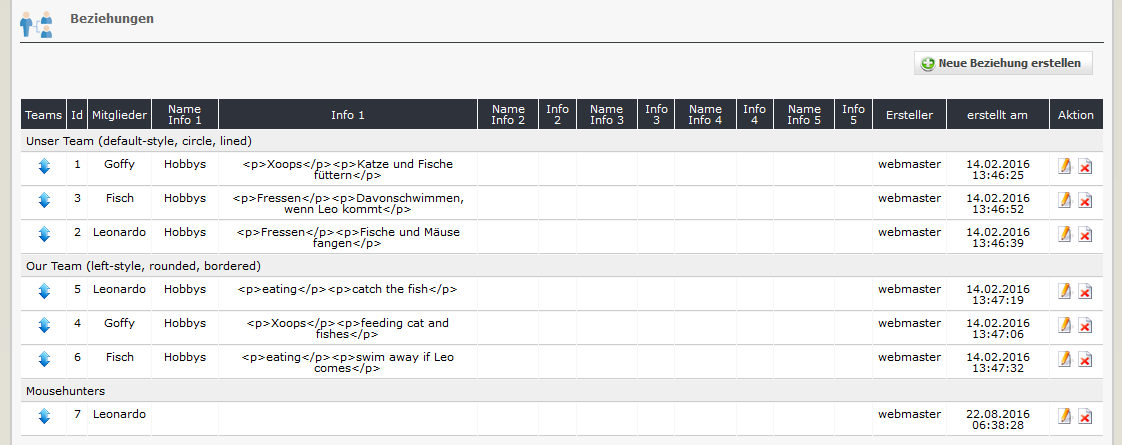 Beziehungen
Neue Beziehung erstellen
Teams Id Mitglieder Name Info 1 Info 1 Name Info 2 Info 2 Name Info 3 Info 3 Name Info 4 Info 4 Name Info 5 Info 5 Ersteller erstellt am Aktion
Unser Team (default-style, circle, lined)
1 Goffy Hobbys <p>Xoops</p><p>Katze und Fische webmaster 14.02.2016
füttern</p> 13:46:25
3 Fisch Hobbys <p>Fressen</p><p>Davonschwimmen, webmaster 14.02.2016
wenn Leo kommt</p> 13:46:52
2 Leonardo Hobbys <p>Fressen</p><p>Fische und Mäuse webmaster 14.02.2016
fangen</p> 13:46:39
Our Team (left-style, rounded, bordered)
5 Leonardo Hobbys <p>eating</p><p>catch the fish</p> webmaster 14.02.2016
13:47:19
4 Goffy Hobbys <p>Xoops</p><p>feeding cat and webmaster 14.02.2016
fishes</p> 13:47:06
6 Fisch Hobbys <p>eating</p><p>swim away if Leo webmaster 14.02.2016
comes</p> 13:47:32
Mousehunters
7 Leonardo webmaster 22.08.2016
06:38:28